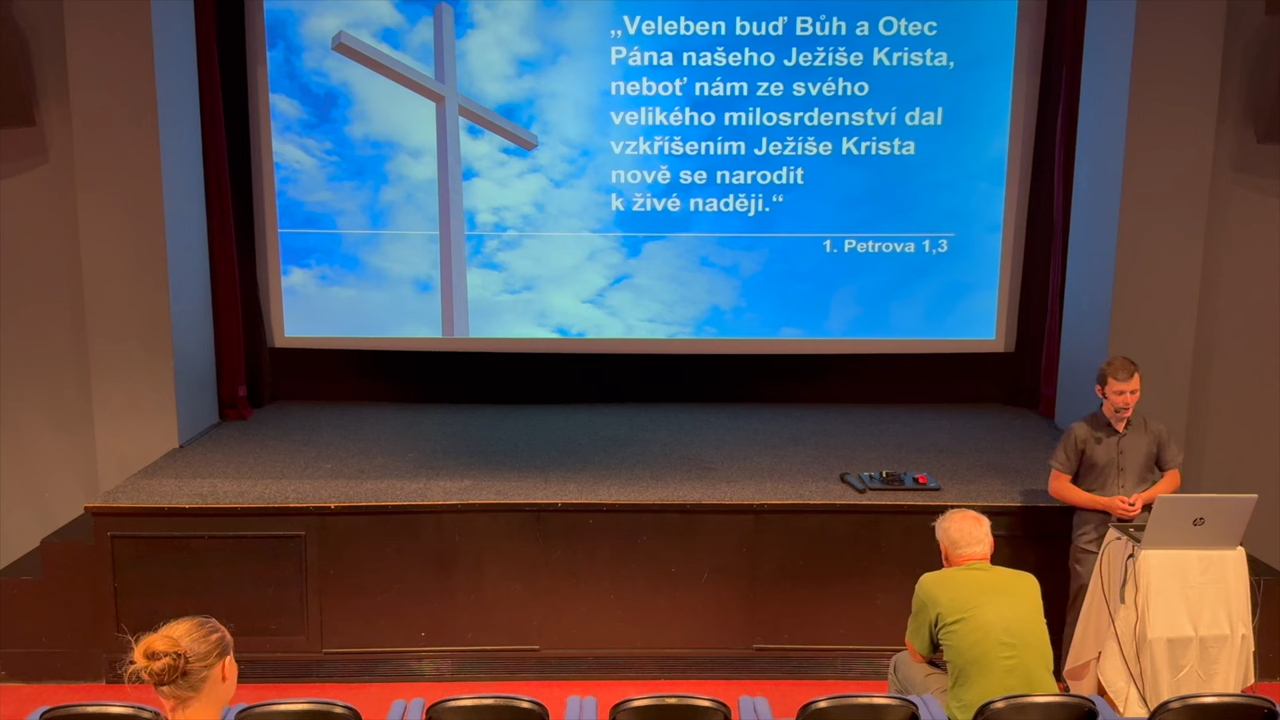 „Veleben buď Bůh a Otec
Pána našeho Ježíše Krista,
neboť nám ze svého
velikého milosrdenství dal
vzkříšením Ježíše Krista
nově se narodit
k živé naději.“
1. Petrova 1,3
hp